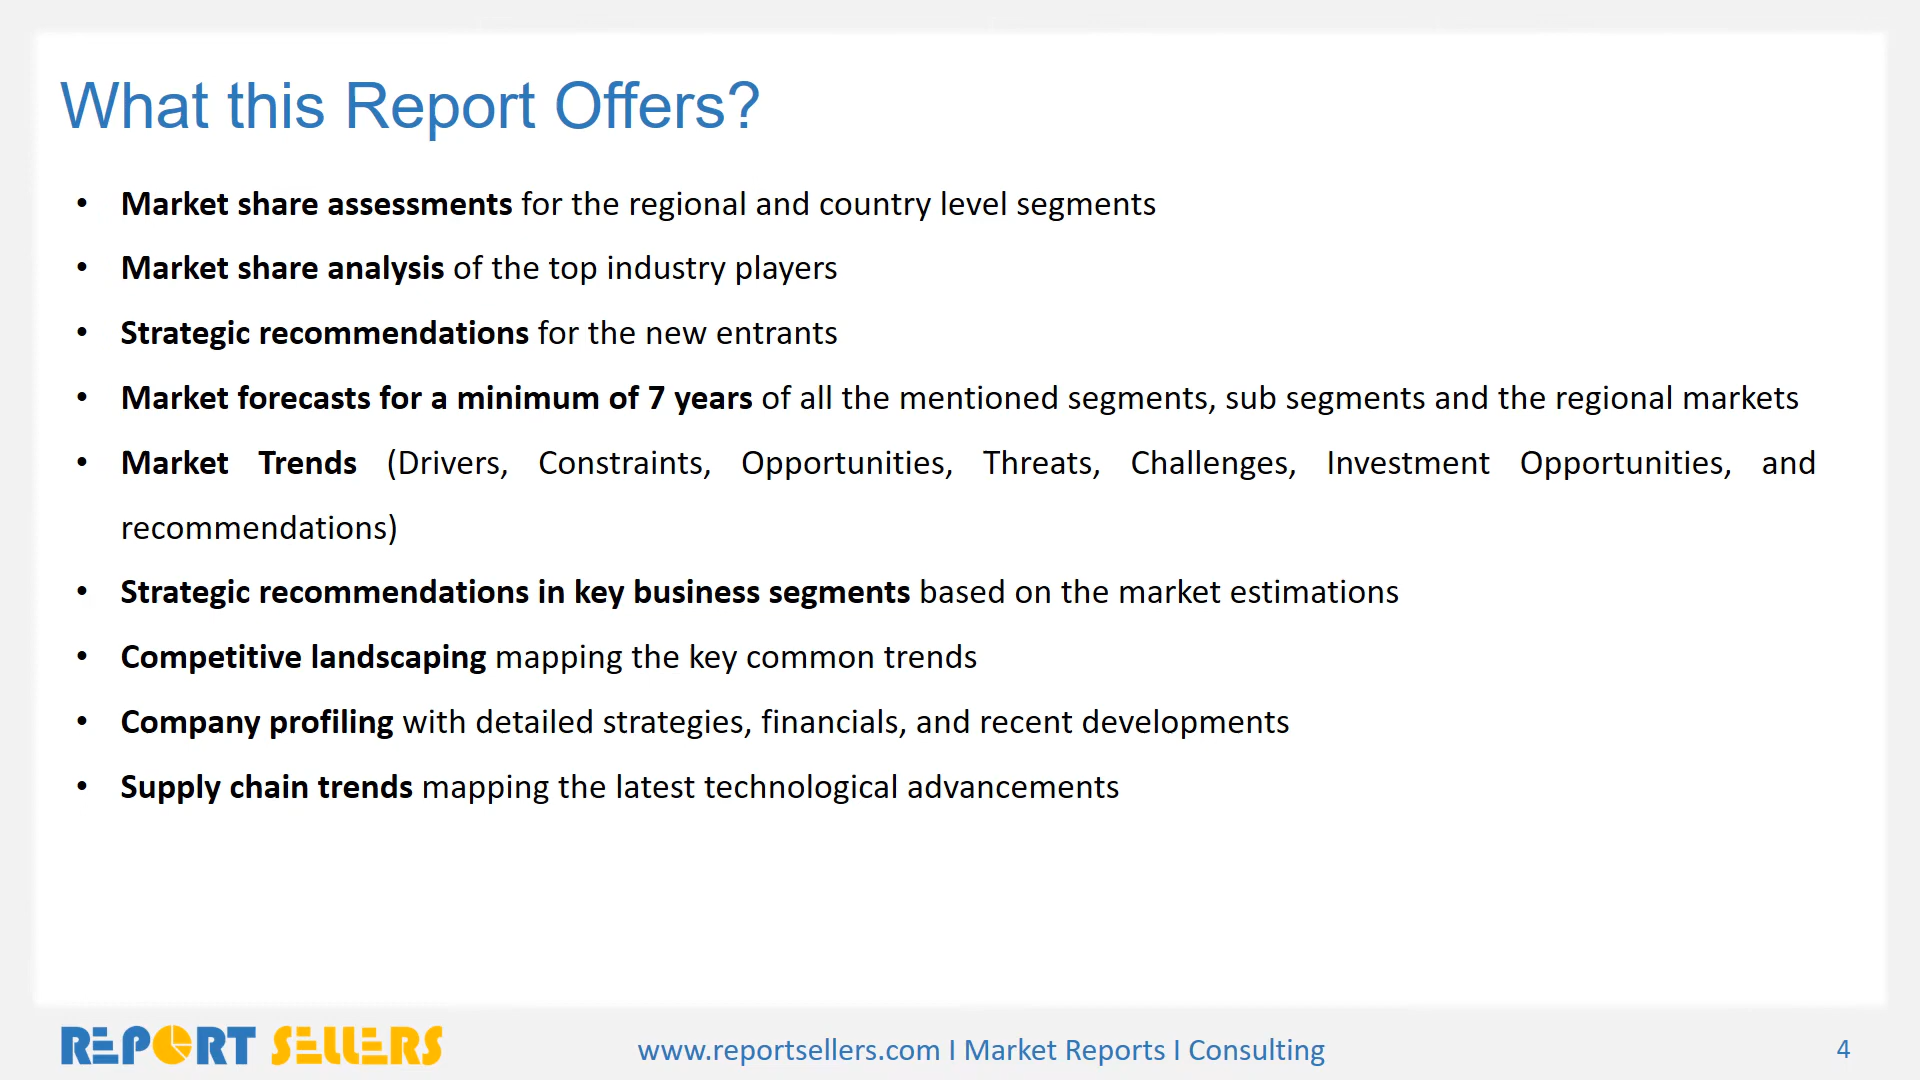 What this Report Offers?
• Market share assessments for the regional and country level segments
• Market share analysis of the top industry players
• Strategic recommendations for the new entrants
• Market forecasts for a minimum of 7 years of all the mentioned segments, sub segments and the regional markets
• Market Trends (Drivers, Constraints, Opportunities, Threats, Challenges, Investment Opportunities, and
recommendations)
• Strategic recommendations in key business segments based on the market estimations
• Competitive landscaping mapping the key common trends
• Company profiling with detailed strategies, financials, and recent developments
• Supply chain trends mapping the latest technological advancements
REPORT SELLERS
www.reportsellers.com I Market Reports I Consulting
4